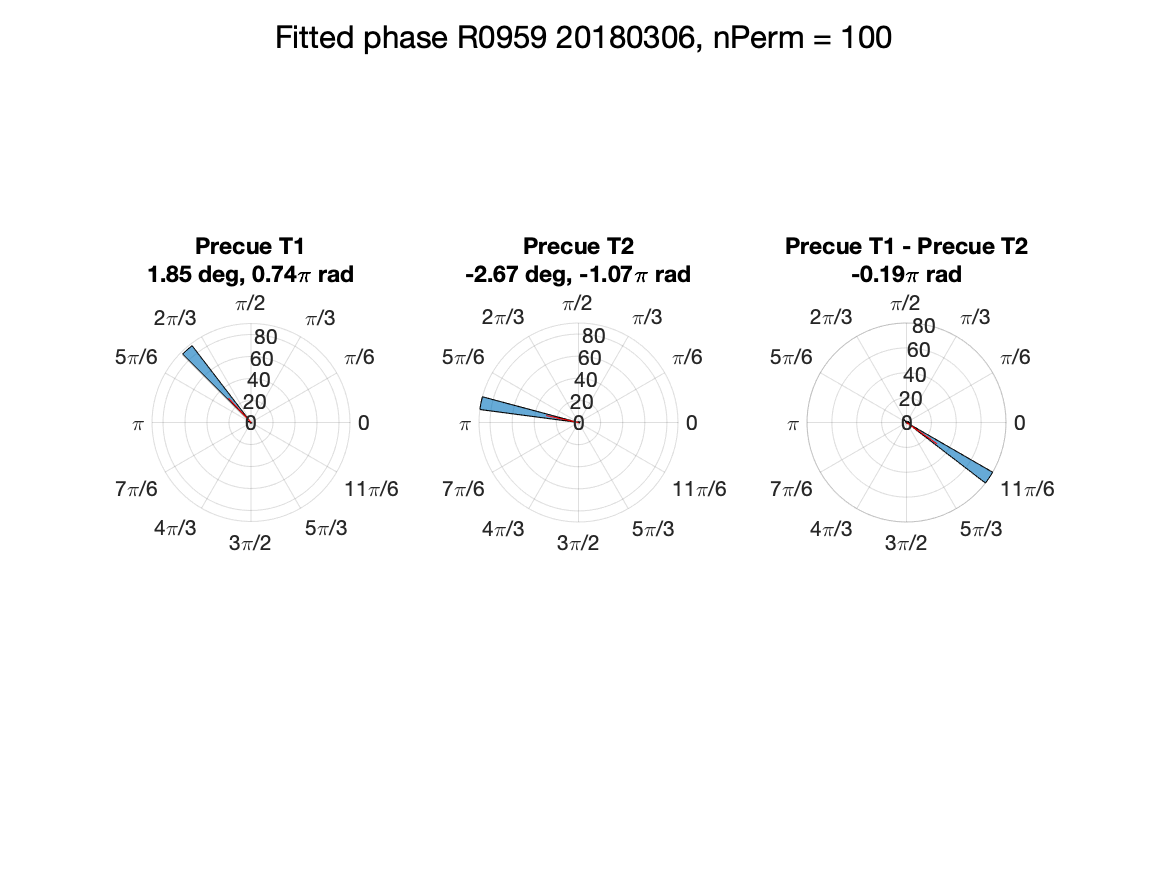 Fitted phase R0959 20180306, nPerm = 100
Precue T1
1.85 deg, 0.74π rad
π/2
2π/3
π/3
5π/6
π/6
π
0
7π/6
11π/6
4π/3
5π/3
3π/2
80
60
40
20
0
Precue T2
-2.67 deg, -1.07π rad
π/2
2π/3
π/3
5π/6
π/6
π
0
7π/6
11π/6
4π/3
5π/3
3π/2
80
60
40
20
0
Precue T1 - Precue T2
-0.19π rad
π/2
2π/3
π/3
5π/6
π/6
π
0
7π/6
11π/6
4π/3
5π/3
3π/2
80
60
40
20
0